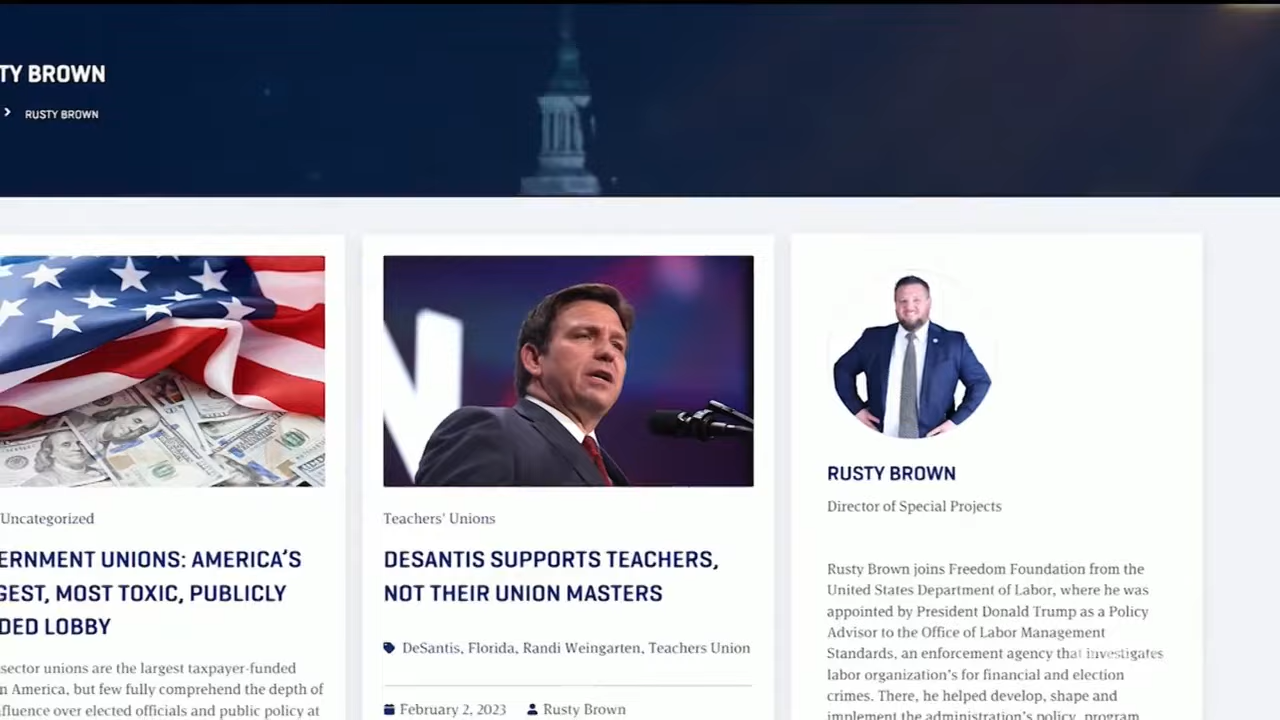 TY BROWN
RUSTY BROWN
Uncategorized
ERNMENT UNIONS: AMERICA'S
GEST, MOST TOXIC, PUBLICLY
DED LOBBY
sector unions are the largest taxpayer-funded
n America, but few fully comprehend the depth of
fluence over elected officials and public policy at
Teachers' Unions
DESANTIS SUPPORTS TEACHERS,
NOT THEIR UNION MASTERS
DeSantis, Florida, Randi Weingarten, Teachers Union
February 2, 2023 Rusty Brown
RUSTY BROWN
Director of Special Projects
Rusty Brown joins Freedom Foundation from the
United States Department of Labor, where he was
appointed by President Donald Trump as a Policy
Advisor to the Office of Labor Management
Standards, an enforcement agency that investigates
labor organization's for financial and election
crimes. There, he helped develop, shape and
implement the administration's policy, program